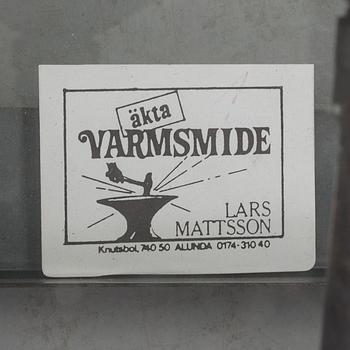 äkta
VARMSMIDE
LARS
MATTSSON
Knutsbol, 740 50 ALUNDA 0174-310 40